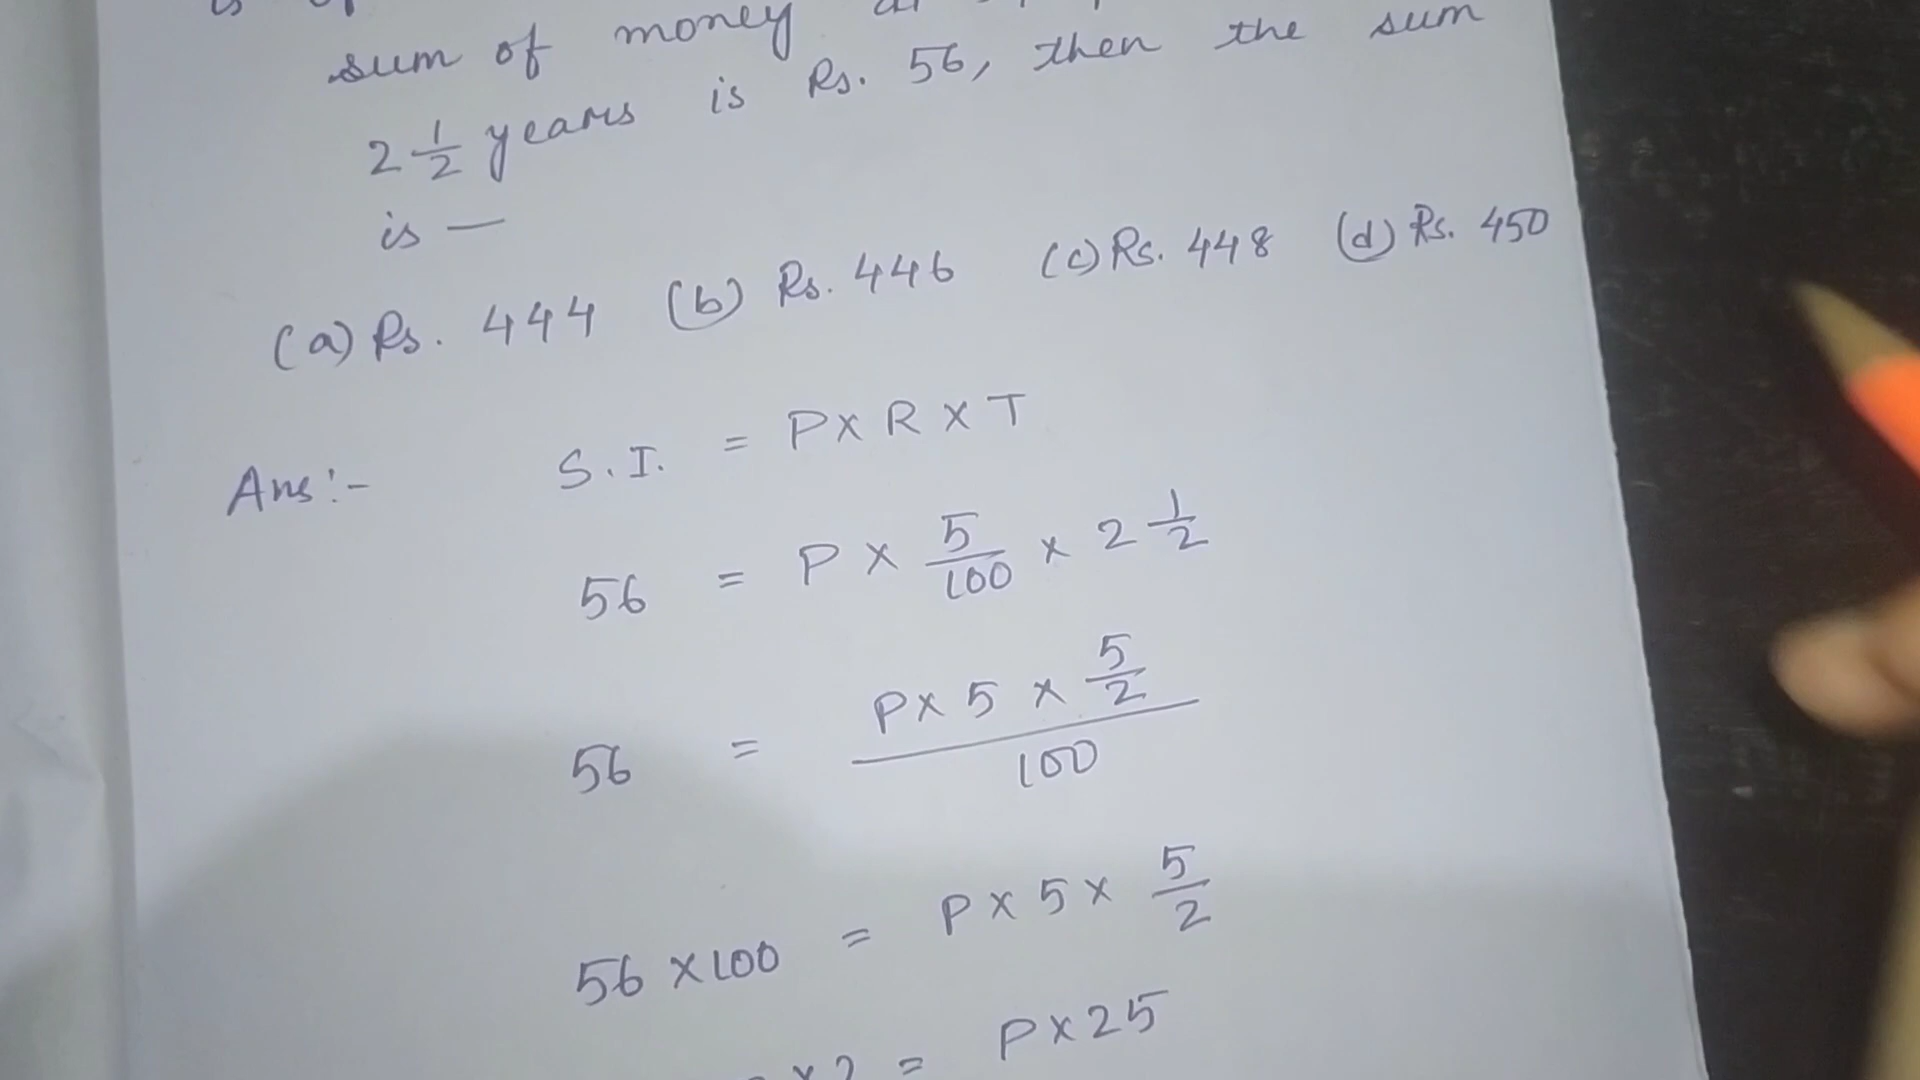 is
sum of money
2 1/2 years is Rs. 56, then the sum
is —
(a) Rs. 444 (b) Rs. 446 (c) Rs. 448 (d) Rs. 450
Ans:- S.I. = P x R x T
56 = P x 5/100 x 2 1/2
56 = P x 5 x 5/2 / 100
56 x 100 = P x 5 x 5/2
x 2 = P x 25